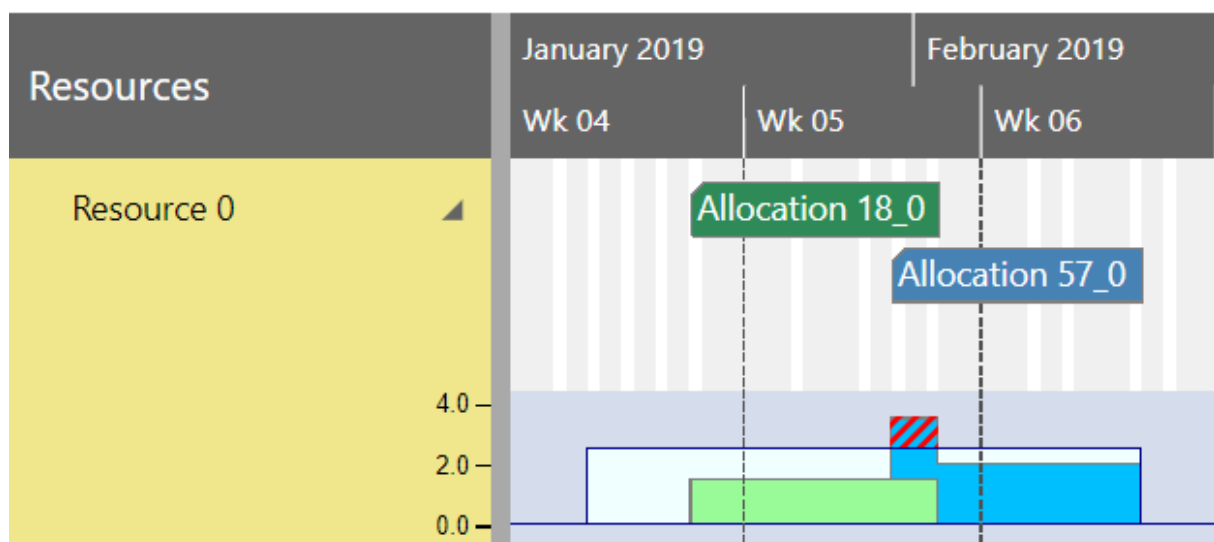 Resources
January 2019
February 2019
Wk 04
Wk 05
Wk 06
Resource 0
Allocation 18_0
Allocation 57_0
4.0
2.0
0.0